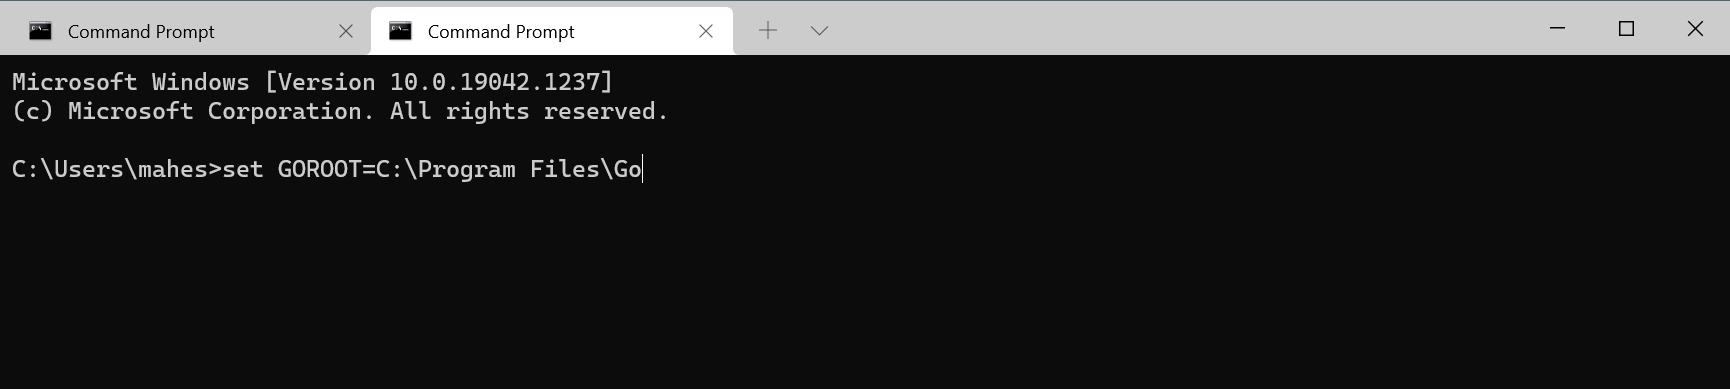 Command Prompt
Command Prompt
Microsoft Windows [Version 10.0.19042.1237]
(c) Microsoft Corporation. All rights reserved.
C:\Users\mahes>set GOROOT=C:\Program Files\Go